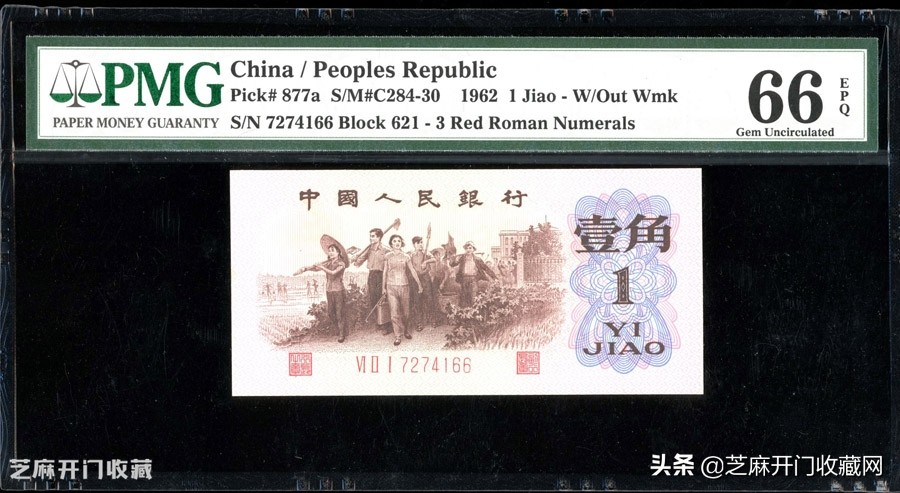 PMG
PAPER MONEY GUARANTY
China / Peoples Republic
Pick# 877a S/M#C284-30 1962 1 Jiao - W/Out Wmk
S/N 7274166 Block 621 - 3 Red Roman Numerals
66
EPQ
Gem Uncirculated
中國人民銀行
壹角
1
YI
JIAO
VI II I 7274166
芝麻开门收藏
头条 @芝麻开门收藏网